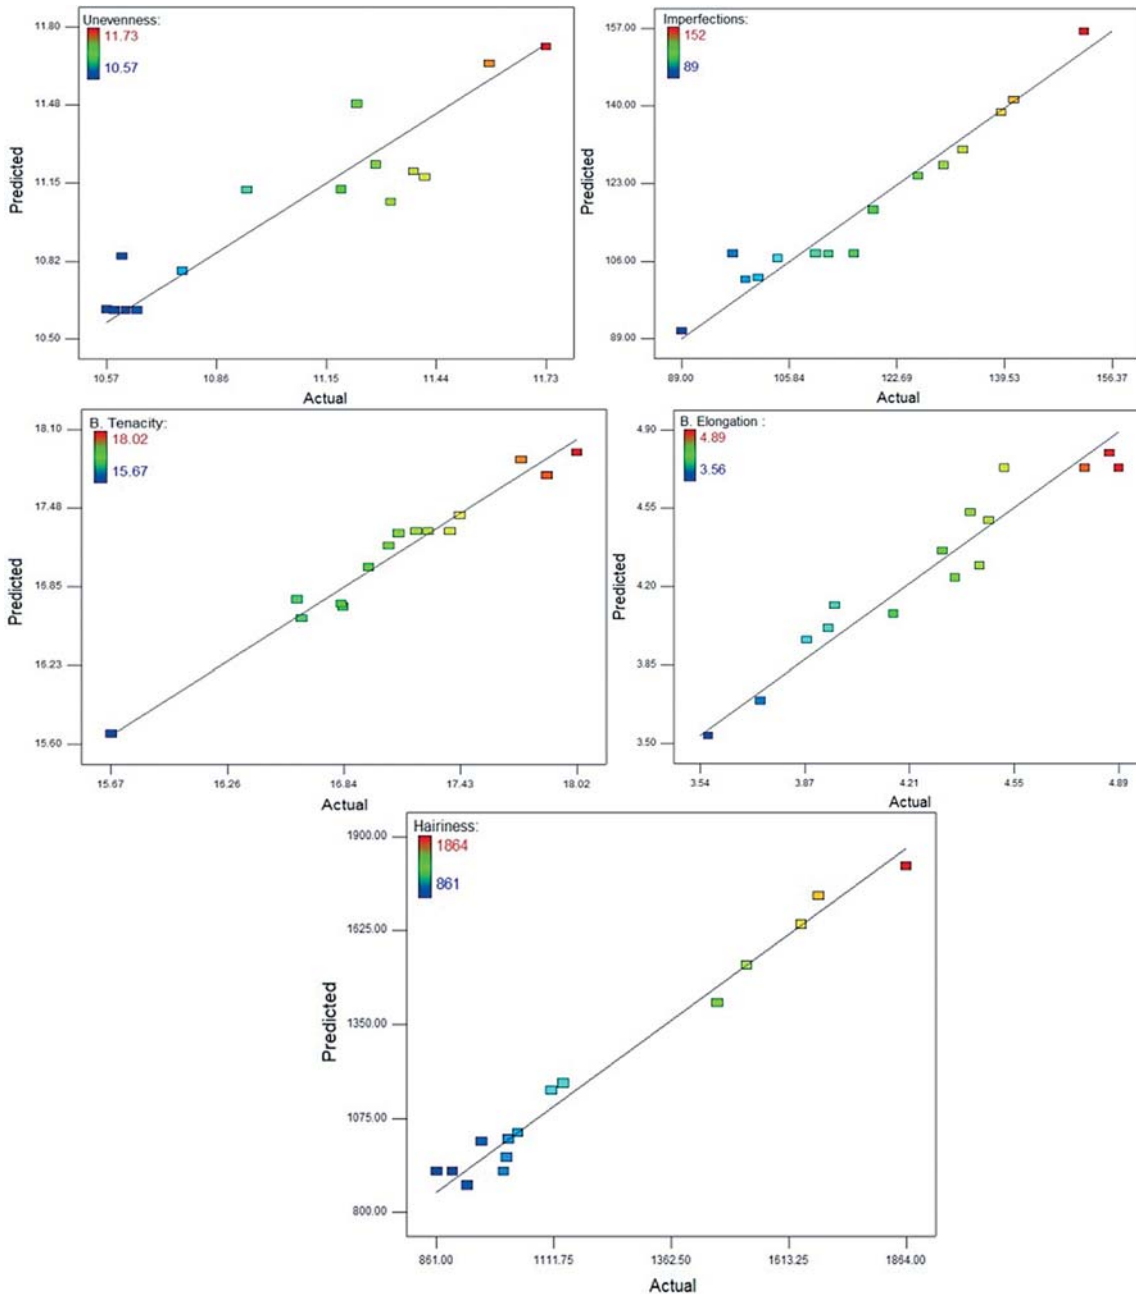 Unevenness:
11.73
10.57
11.80
11.48
11.15
10.82
10.50
Predicted
10.57 10.86 11.15 11.44 11.73
Actual
Imperfections:
152
89
157.00
140.00
123.00
106.00
89.00
Predicted
89.00 105.84 122.69 139.53 156.37
Actual
B. Tenacity:
18.02
15.67
18.10
17.48
16.85
16.23
15.60
Predicted
15.67 16.26 16.84 17.43 18.02
Actual
B. Elongation :
4.89
3.56
4.90
4.55
4.20
3.85
3.50
Predicted
3.54 3.87 4.21 4.55 4.89
Actual
Hairiness:
1864
861
1900.00
1625.00
1350.00
1075.00
800.00
Predicted
861.00 1111.75 1362.50 1613.25 1864.00
Actual